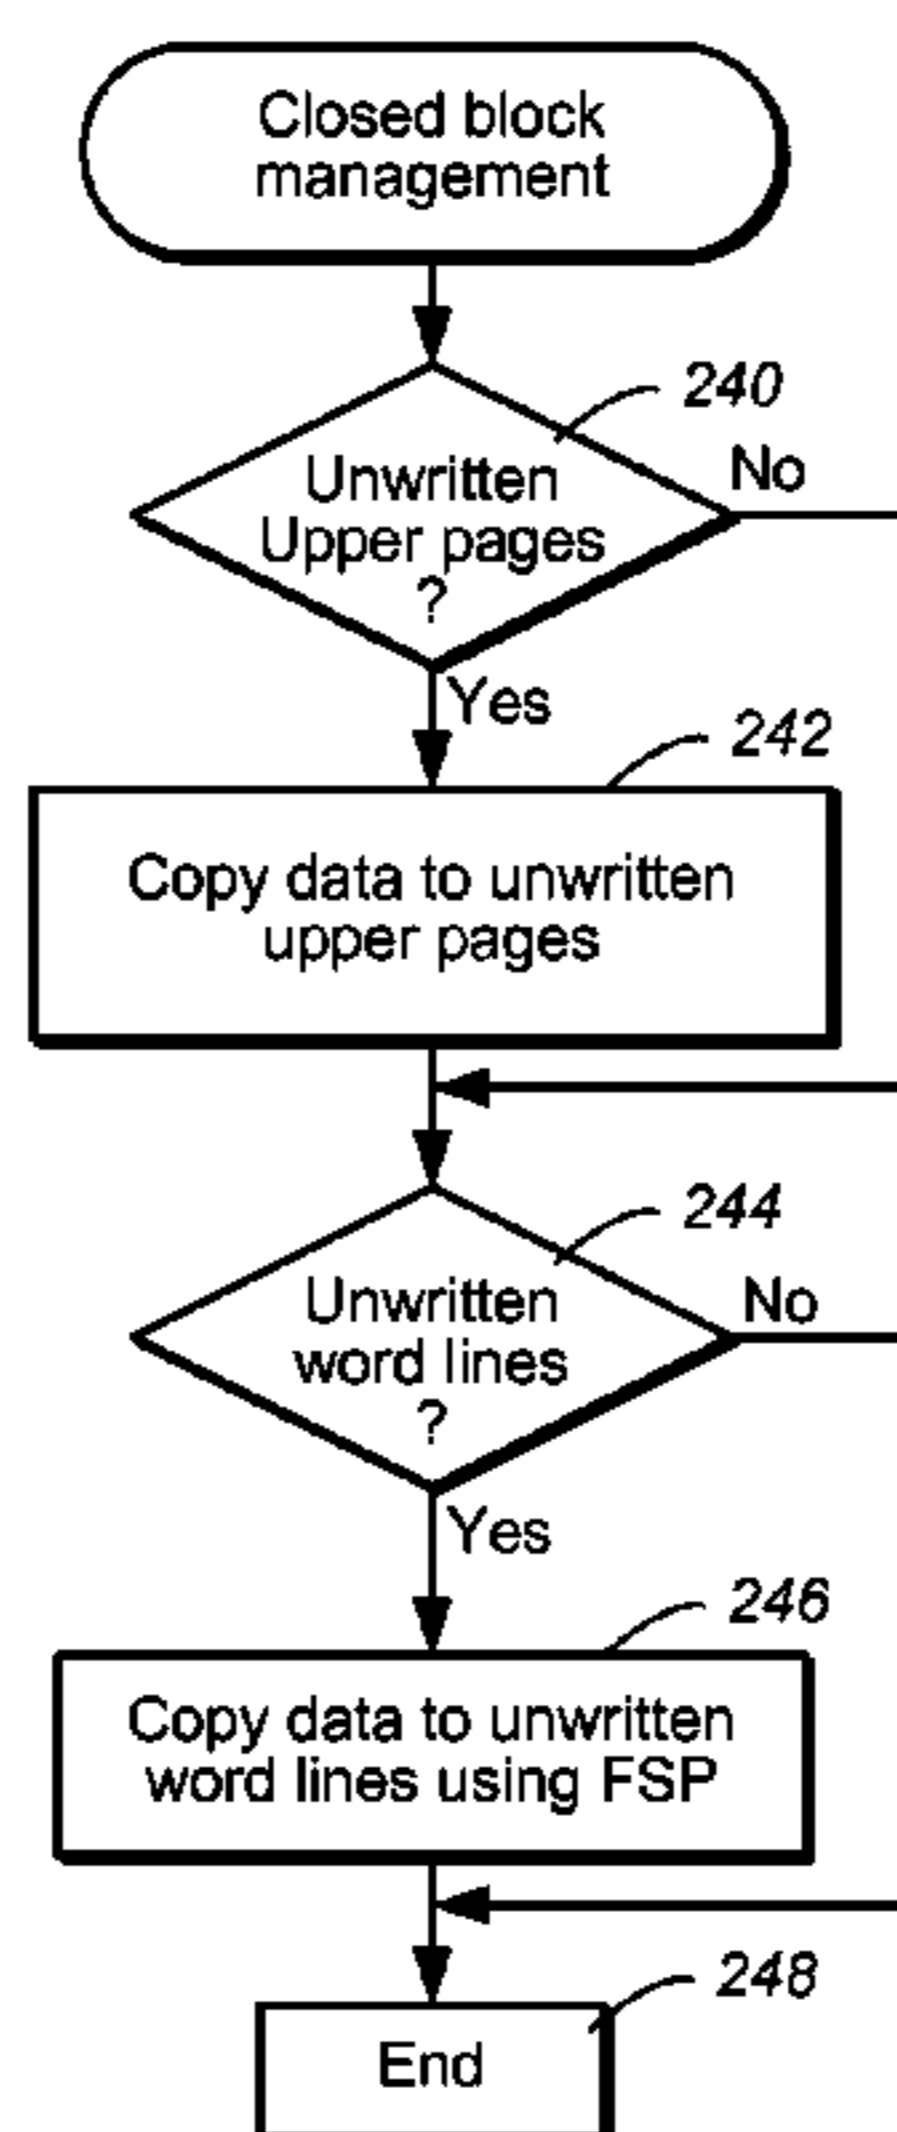 Closed block
management
240
No
Unwritten
Upper pages
?
Yes
242
Copy data to unwritten
upper pages
244
No
Unwritten
word lines
?
Yes
246
Copy data to unwritten
word lines using FSP
248
End